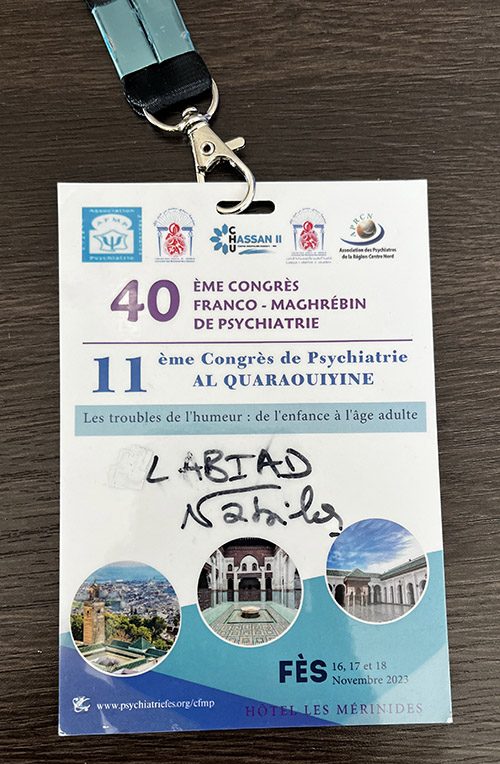 Association
A F M P
Psychiatrie
CHU
HASSAN II
A P R C N
Association des Psychiatres
de la Région Centre Nord
40 ÈME CONGRÈS
FRANCO - MAGHRÉBIN
DE PSYCHIATRIE
11 ème Congrès de Psychiatrie
AL QUARAOUIYINE
Les troubles de l'humeur : de l'enfance à l'âge adulte
LABIAD
FÈS 16, 17 et 18
Novembre 2023
www.psychiatriefes.org/cfmp
HÔTEL LES MÉRINIDES